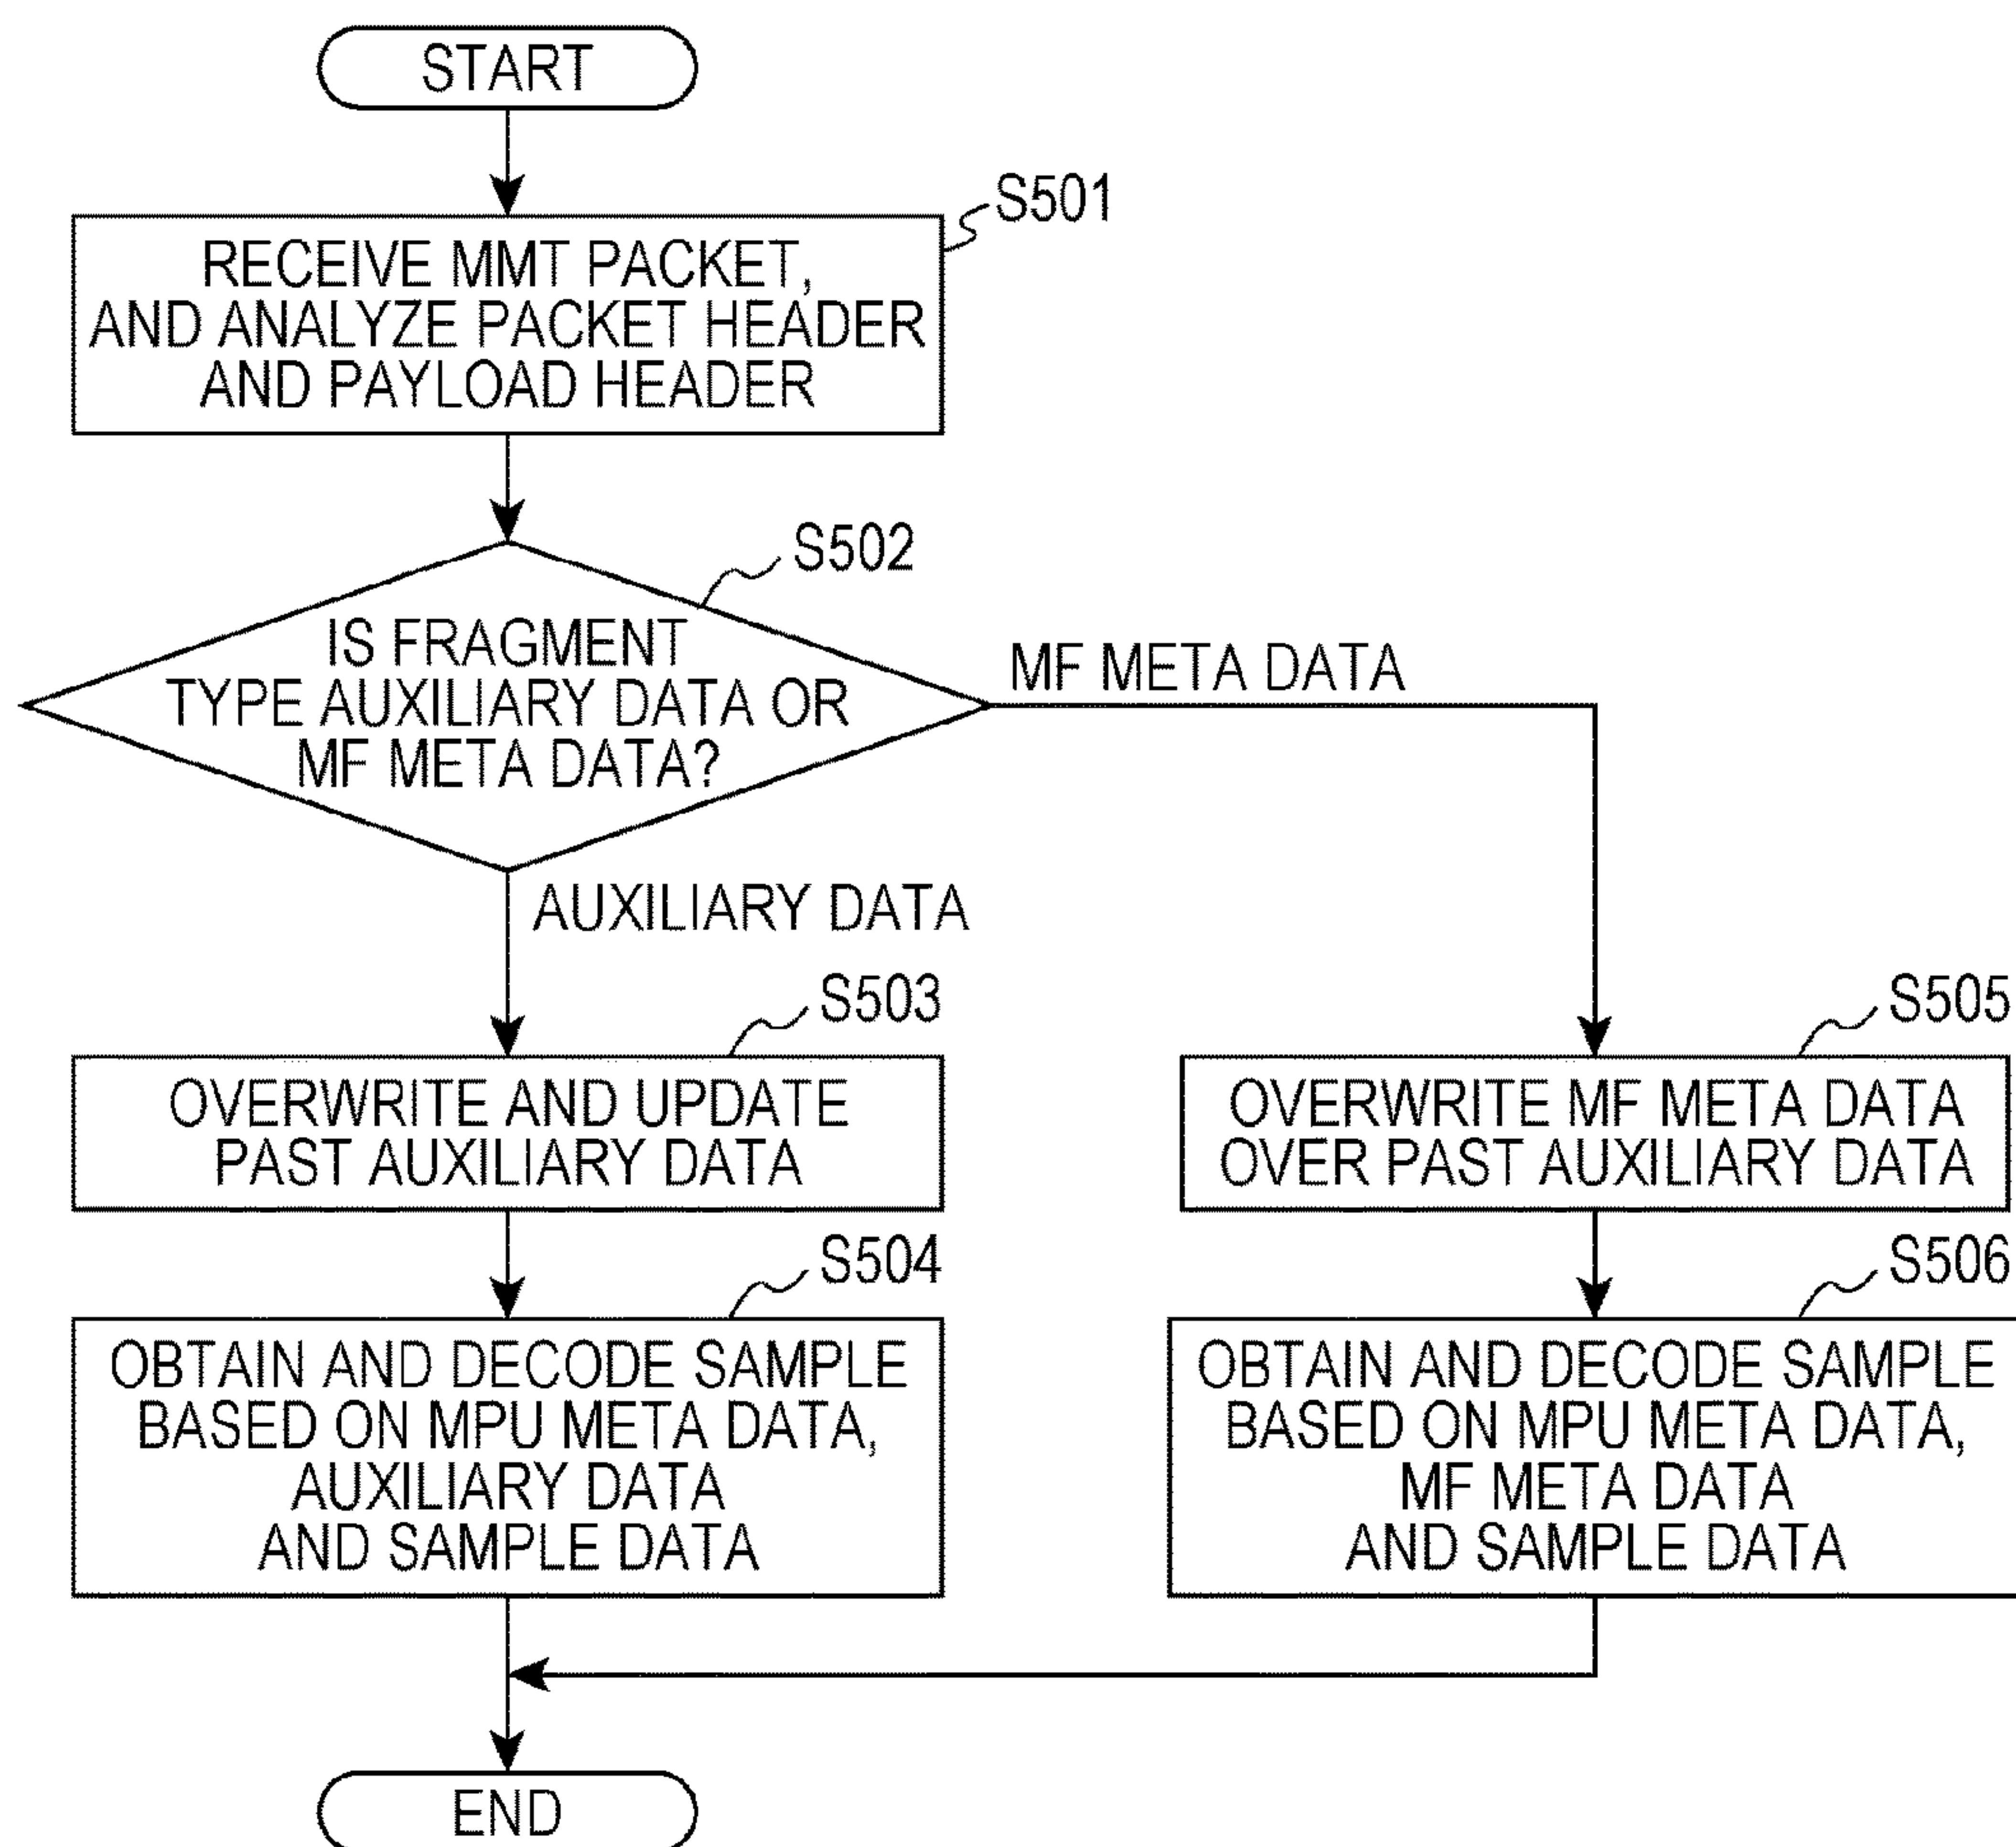 START
S501
RECEIVE MMT PACKET,
AND ANALYZE PACKET HEADER
AND PAYLOAD HEADER
S502
IS FRAGMENT
TYPE AUXILIARY DATA OR
MF META DATA?
MF META DATA
AUXILIARY DATA
S503
OVERWRITE AND UPDATE
PAST AUXILIARY DATA
S505
OVERWRITE MF META DATA
OVER PAST AUXILIARY DATA
S504
OBTAIN AND DECODE SAMPLE
BASED ON MPU META DATA,
AUXILIARY DATA
AND SAMPLE DATA
S506
OBTAIN AND DECODE SAMPLE
BASED ON MPU META DATA,
MF META DATA
AND SAMPLE DATA
END